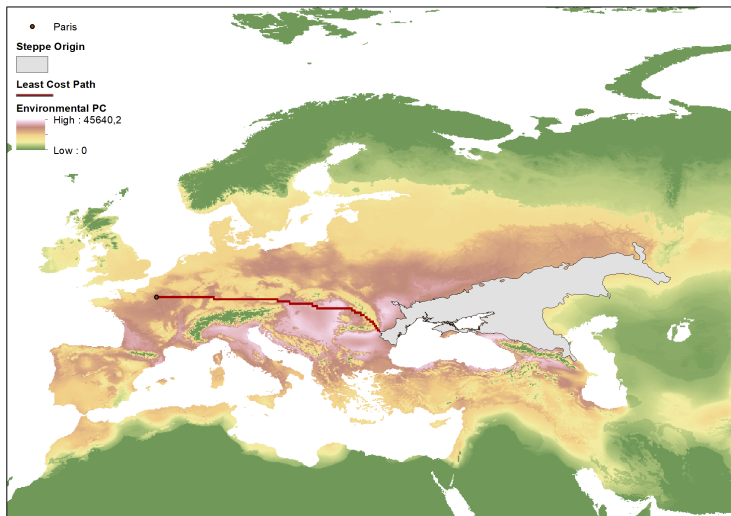 Paris
Steppe Origin
Least Cost Path
Environmental PC
High : 45640,2
Low : 0